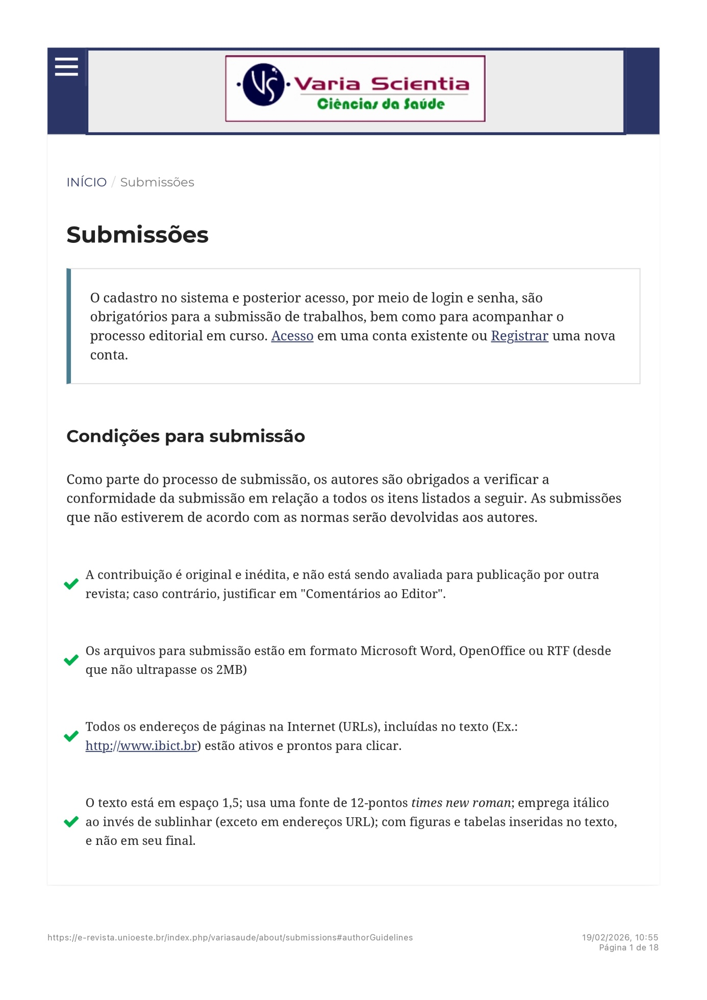 VS
Varia Scientia
Ciências da Saúde
INÍCIO / Submissões
Submissões
O cadastro no sistema e posterior acesso, por meio de login e senha, são
obrigatórios para a submissão de trabalhos, bem como para acompanhar o
processo editorial em curso. Acesso em uma conta existente ou Registrar uma nova
conta.
Condições para submissão
Como parte do processo de submissão, os autores são obrigados a verificar a
conformidade da submissão em relação a todos os itens listados a seguir. As submissões
que não estiverem de acordo com as normas serão devolvidas aos autores.
A contribuição é original e inédita, e não está sendo avaliada para publicação por outra
revista; caso contrário, justificar em "Comentários ao Editor".
Os arquivos para submissão estão em formato Microsoft Word, OpenOffice ou RTF (desde
que não ultrapasse os 2MB)
Todos os endereços de páginas na Internet (URLs), incluídas no texto (Ex.:
http://www.ibict.br) estão ativos e prontos para clicar.
O texto está em espaço 1,5; usa uma fonte de 12-pontos times new roman; emprega itálico
ao invés de sublinhar (exceto em endereços URL); com figuras e tabelas inseridas no texto,
e não em seu final.
https://e-revista.unioeste.br/index.php/variasaude/about/submissions#authorGuidelines
19/02/2026, 10:55
Página 1 de 18